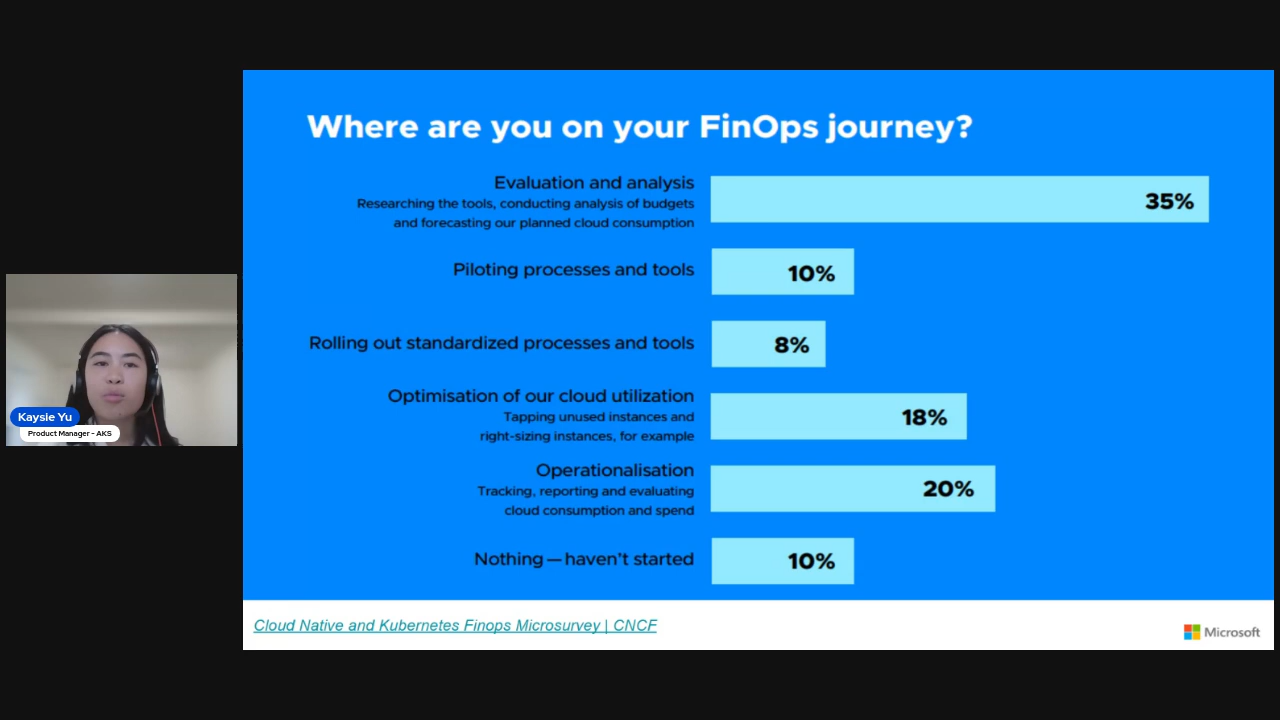 Where are you on your FinOps journey?
Evaluation and analysis
Researching the tools, conducting analysis of budgets
and forecasting our planned cloud consumption
35%
Piloting processes and tools
10%
Rolling out standardized processes and tools
8%
Optimisation of our cloud utilization
Tapping unused instances and
right-sizing instances, for example
18%
Operationalisation
Tracking, reporting and evaluating
cloud consumption and spend
20%
Nothing — haven't started
10%
Cloud Native and Kubernetes Finops Microsurvey | CNCF
Microsoft
Kaysie Yu
Product Manager - AKS